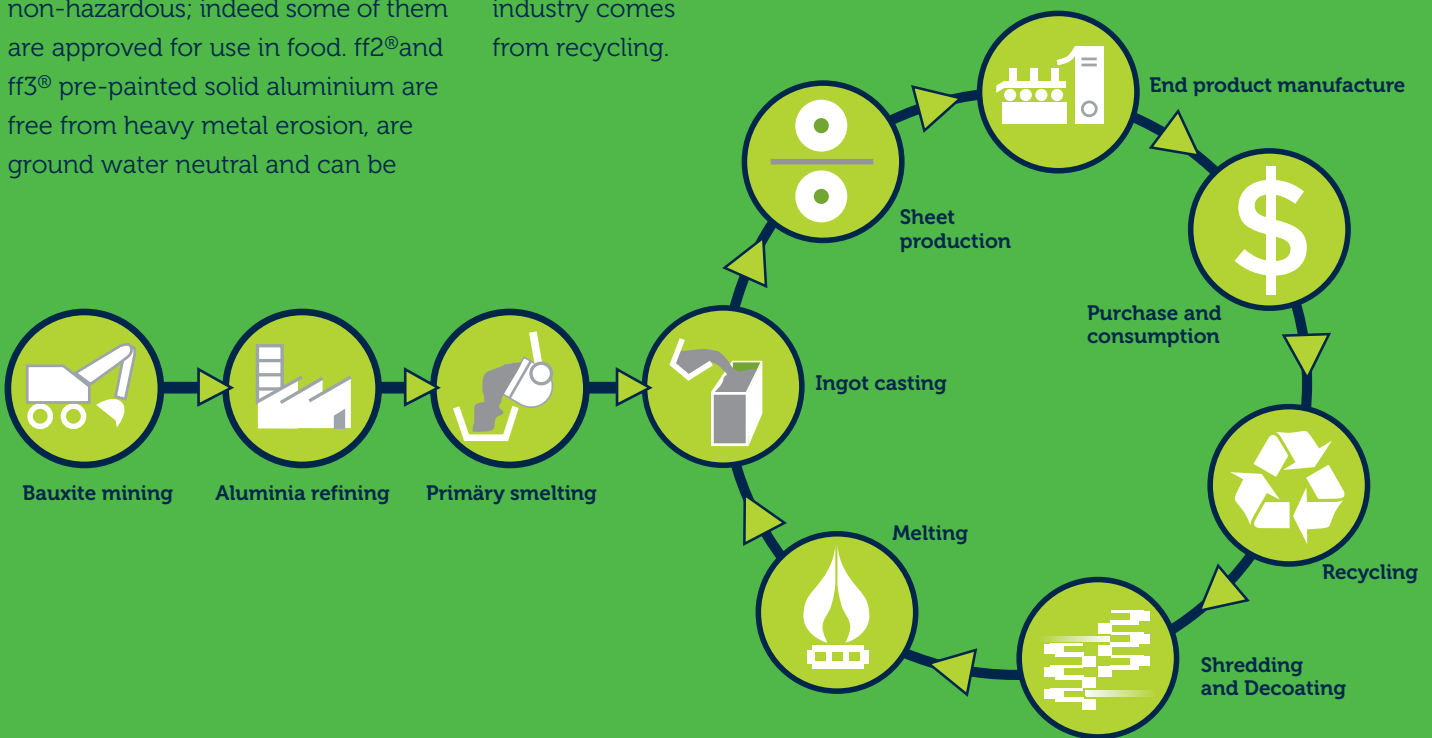 non-hazardous; indeed some of them
are approved for use in food. ff2®and
ff3® pre-painted solid aluminium are
free from heavy metal erosion, are
ground water neutral and can be
industry comes
from recycling.
End product manufacture
Sheet
production
Purchase and
consumption
Ingot casting
Bauxite mining
Aluminia refining
Primäry smelting
Melting
Recycling
Shredding
and Decoating
$